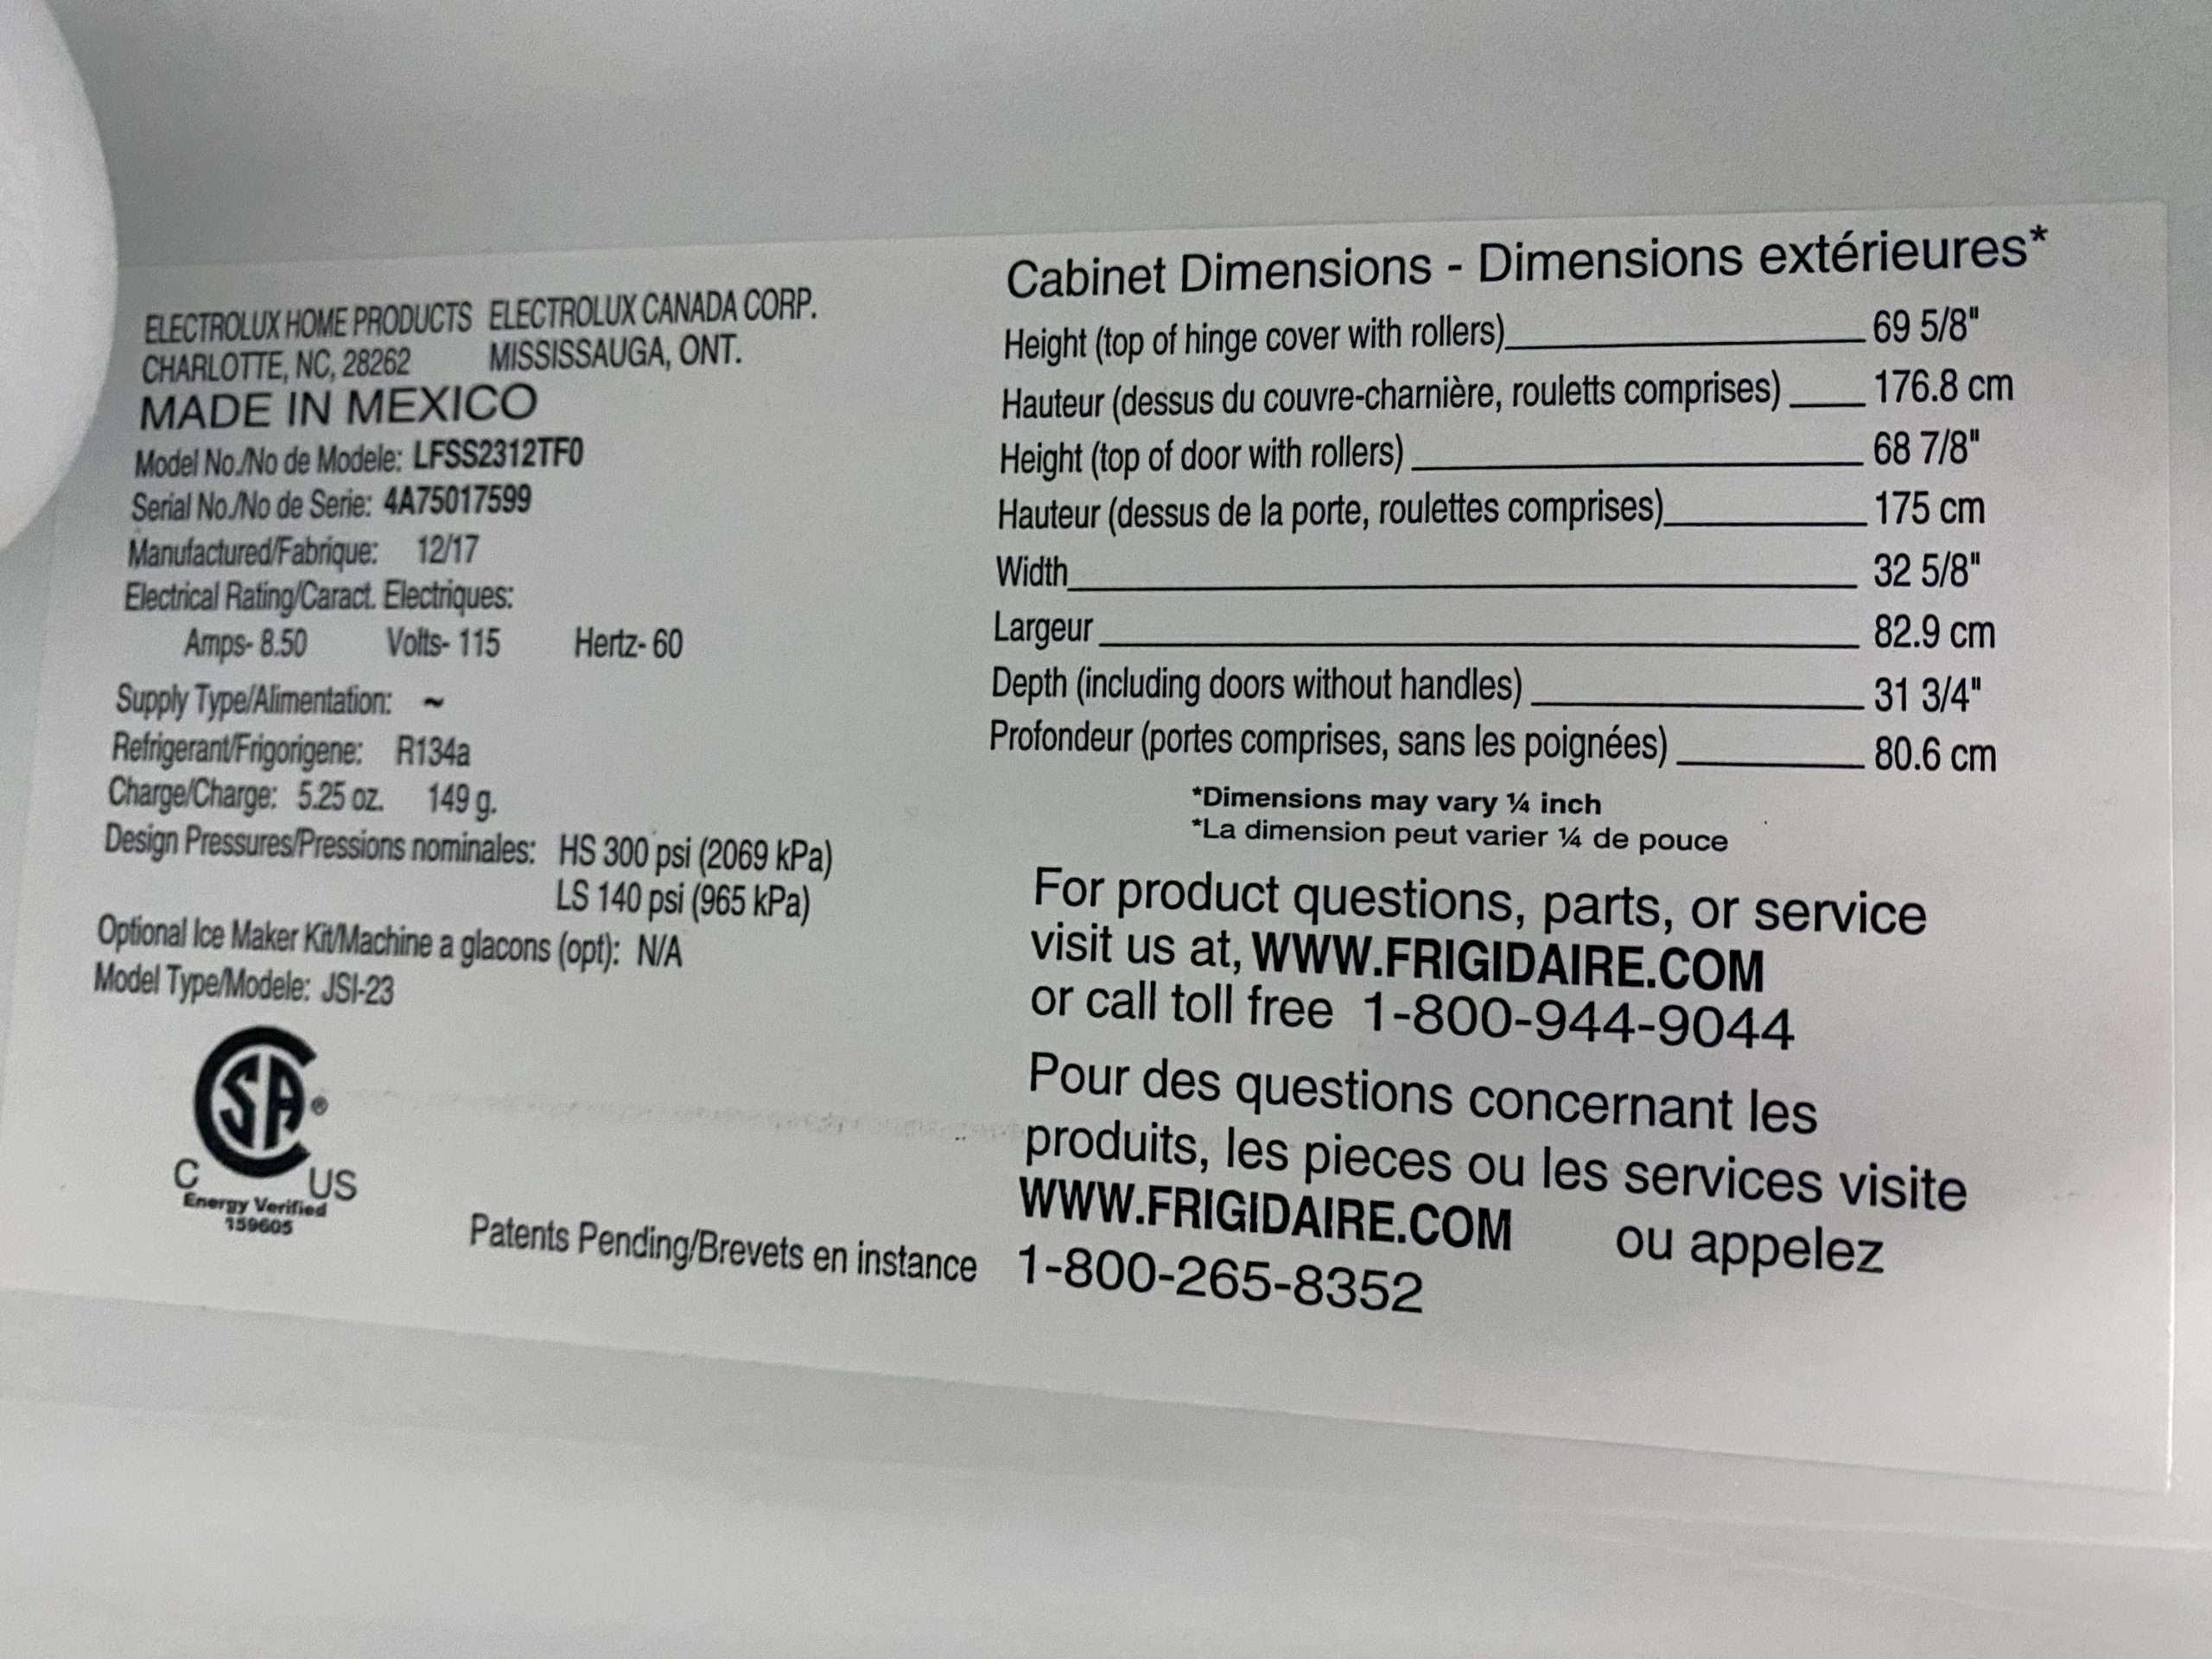 ELECTROLUX HOME PRODUCTS ELECTROLUX CANADA CORP.
CHARLOTTE, NC, 28262 MISSISSAUGA, ONT.
MADE IN MEXICO
Model No./No de Modele: LFSS2312TF0
Serial No./No de Serie: 4A75017599
Manufactured/Fabrique: 12/17
Electrical Rating/Caract. Electriques:
Amps- 8.50 Volts- 115 Hertz- 60
Supply Type/Alimentation: ~
Refrigerant/Frigorigene: R134a
Charge/Charge: 5.25 oz. 149 g.
Design Pressures/Pressions nominales: HS 300 psi (2069 kPa)
LS 140 psi (965 kPa)
Optional Ice Maker Kit/Machine a glacons (opt): N/A
Model Type/Modele: JSI-23
CSA®
C US
Energy Verified
159605
Patents Pending/Brevets en instance
Cabinet Dimensions - Dimensions extérieures*
Height (top of hinge cover with rollers) 69 5/8"
Hauteur (dessus du couvre-charnière, rouletts comprises) 176.8 cm
Height (top of door with rollers) 68 7/8"
Hauteur (dessus de la porte, roulettes comprises) 175 cm
Width 32 5/8"
Largeur 82.9 cm
Depth (including doors without handles) 31 3/4"
Profondeur (portes comprises, sans les poignées) 80.6 cm
*Dimensions may vary ¼ inch
*La dimension peut varier ¼ de pouce
For product questions, parts, or service
visit us at, WWW.FRIGIDAIRE.COM
or call toll free 1-800-944-9044
Pour des questions concernant les
produits, les pieces ou les services visite
WWW.FRIGIDAIRE.COM ou appelez
1-800-265-8352